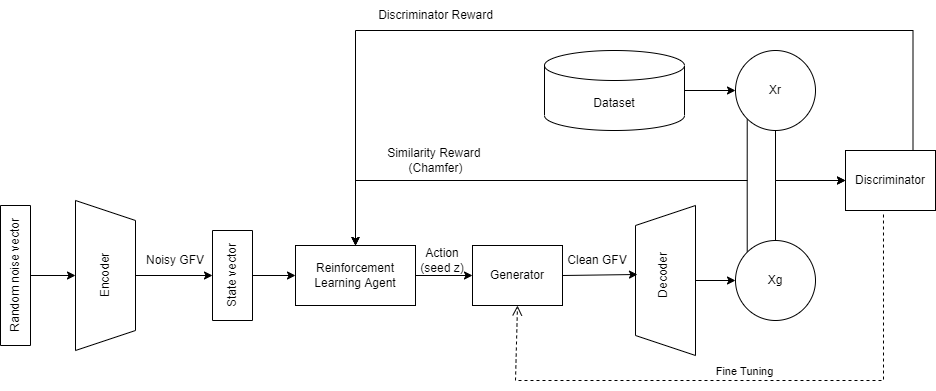 Discriminator Reward
Dataset
Xr
Similarity Reward
(Chamfer)
Discriminator
Random noise vector
Encoder
Noisy GFV
State vector
Reinforcement
Learning Agent
Action
(seed z)
Generator
Clean GFV
Decoder
Xg
Fine Tuning